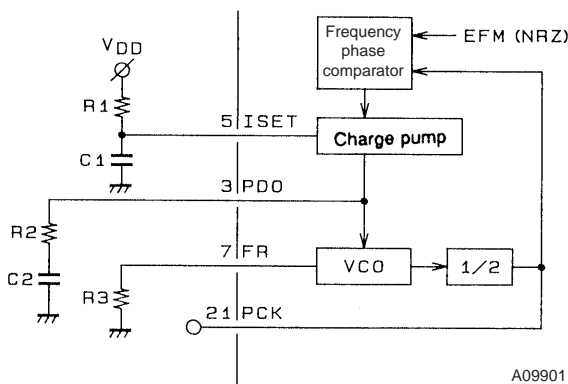 VDD
R1
C1
5 ISET
Frequency
phase
comparator
EFM (NRZ)
Charge pump
3 PDO
R2
C2
7 FR
R3
VCO
1/2
21 PCK
A09901